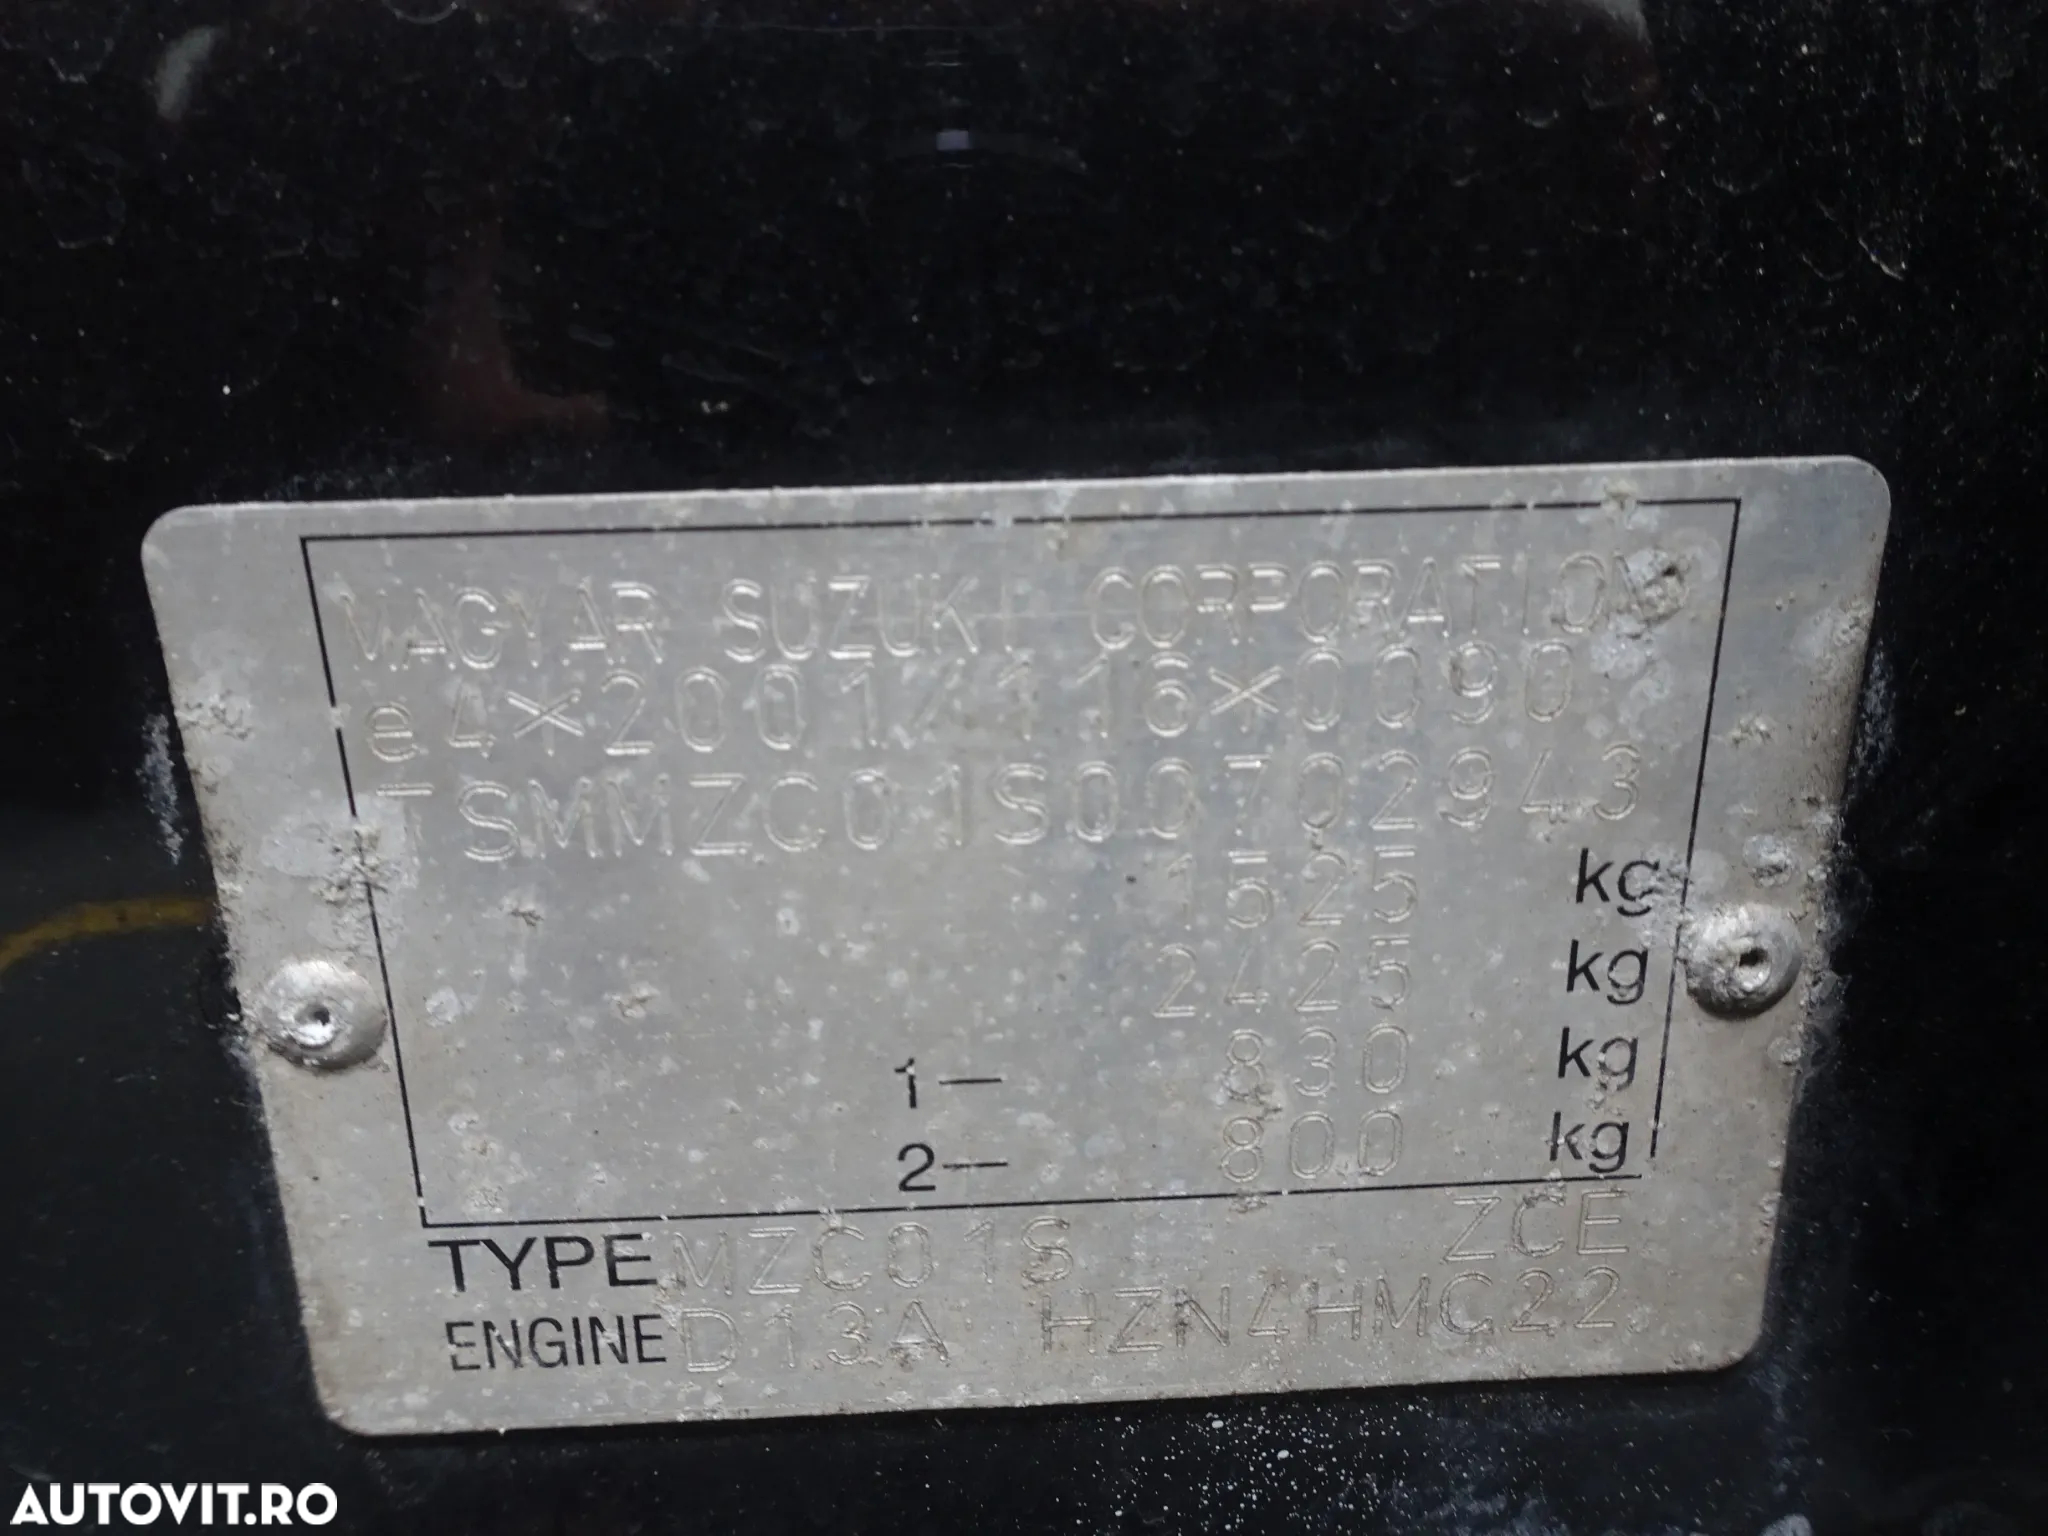 MAGYAR SUZUKI CORPORATION
e4*2001/116*0090
TSMMZC01S00702943
1525 kg
2425 kg
1— 830 kg
2— 800 kg
TYPE MZC01S ZCE
ENGINE D13A HZN4HMC22
AUTOVIT.RO